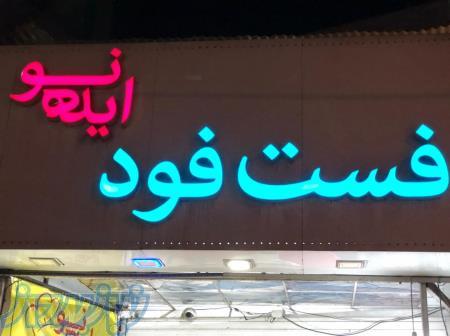 فست فود
ایده نو